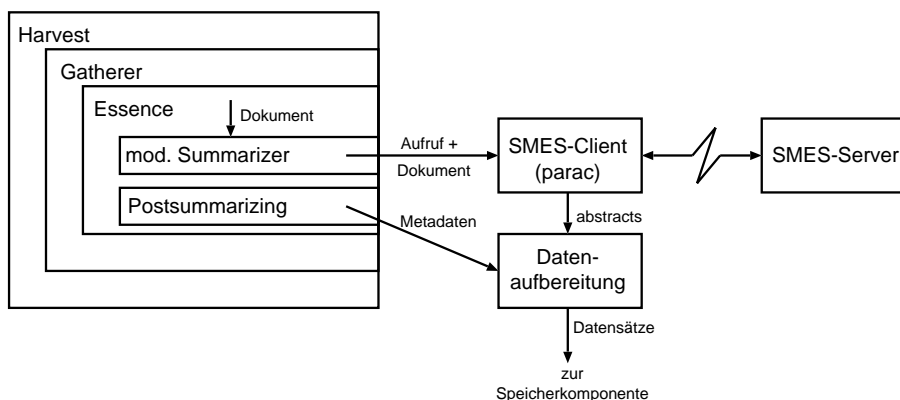 Harvest
Gatherer
Essence
Dokument
mod. Summarizer
Postsummarizing
Aufruf +
Dokument
Metadaten
SMES-Client
(parac)
SMES-Server
abstracts
Daten-
aufbereitung
Datensätze
zur
Speicherkomponente